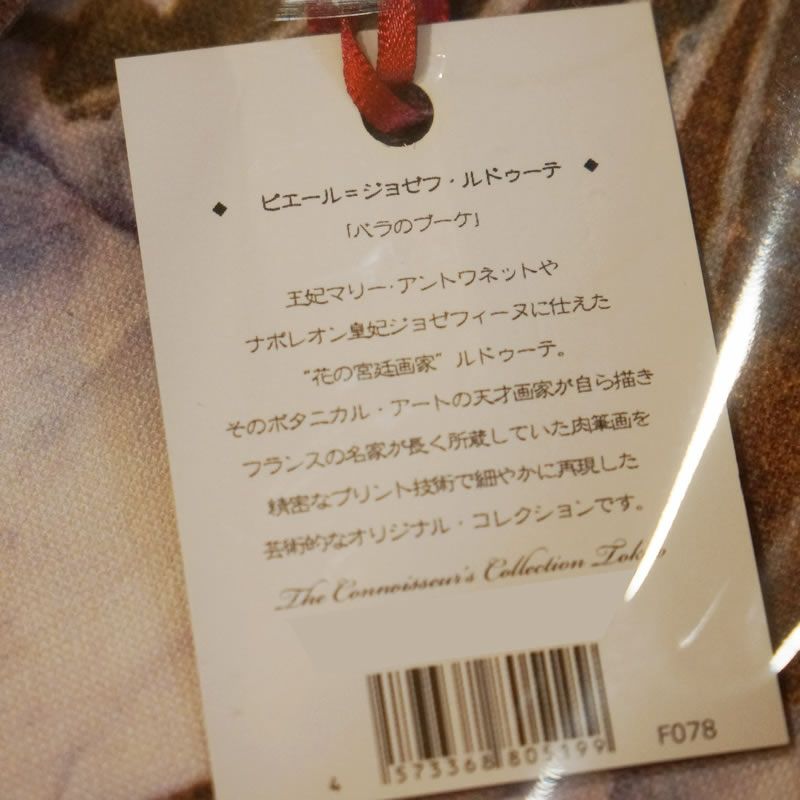 ◆ ピエール=ジョゼフ・ルドゥーテ ◆
「バラのブーケ」
王妃マリー・アントワネットや
ナポレオン皇妃ジョゼフィーヌに仕えた
"花の宮廷画家" ルドゥーテ。
そのボタニカル・アートの天才画家が自ら描き
フランスの名家が長く所蔵していた肉筆画を
精密なプリント技術で細やかに再現した
芸術的なオリジナル・コレクションです。
The Connoisseur's Collection Tokyo
4 573368 805199
F078